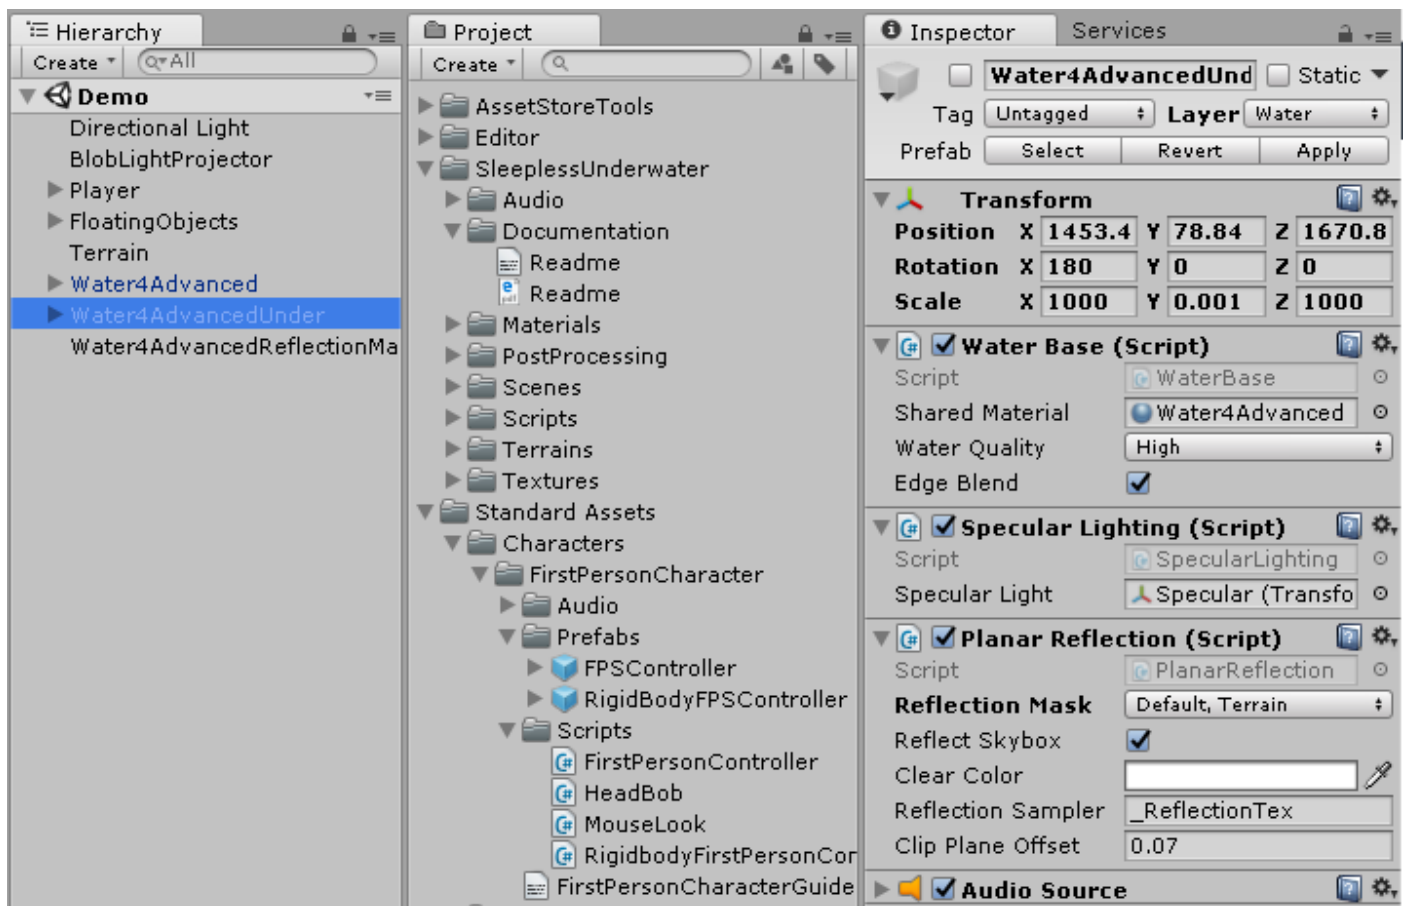 Hierarchy
Create
All
Demo
Directional Light
BlobLightProjector
Player
FloatingObjects
Terrain
Water4Advanced
Water4AdvancedUnder
Water4AdvancedReflectionMa
Project
Create
AssetStoreTools
Editor
SleeplessUnderwater
Audio
Documentation
Readme
Readme
Materials
PostProcessing
Scenes
Scripts
Terrains
Textures
Standard Assets
Characters
FirstPersonCharacter
Audio
Prefabs
FPSController
RigidBodyFPSController
Scripts
FirstPersonController
HeadBob
MouseLook
RigidbodyFirstPersonCor
FirstPersonCharacterGuide
Inspector Services
Water4AdvancedUnd Static
Tag Untagged Layer Water
Prefab Select Revert Apply
Transform
Position X 1453.4 Y 78.84 Z 1670.8
Rotation X 180 Y 0 Z 0
Scale X 1000 Y 0.001 Z 1000
Water Base (Script)
Script WaterBase
Shared Material Water4Advanced
Water Quality High
Edge Blend
Specular Lighting (Script)
Script SpecularLighting
Specular Light Specular (Transfo
Planar Reflection (Script)
Script PlanarReflection
Reflection Mask Default, Terrain
Reflect Skybox
Clear Color
Reflection Sampler _ReflectionTex
Clip Plane Offset 0.07
Audio Source